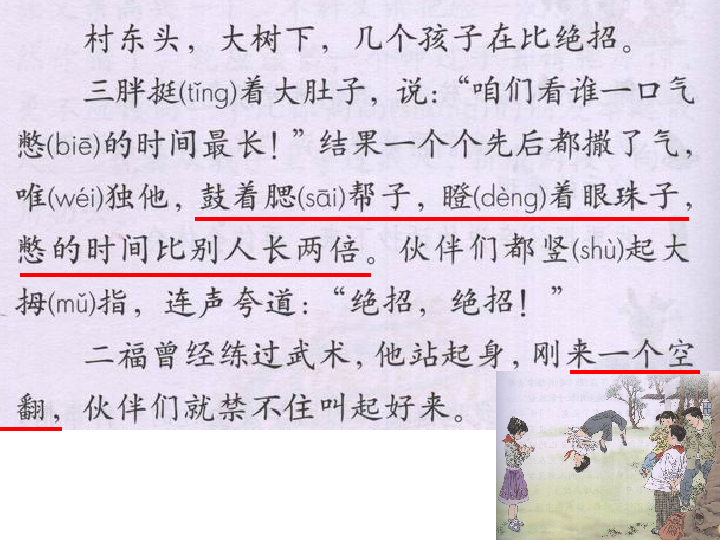 村东头，大树下，几个孩子在比绝招。
三胖挺(tǐng)着大肚子，说：“咱们看谁一口气
憋(biē)的时间最长！”结果一个个先后都撒了气，
唯(wéi)独他，鼓着腮(sāi)帮子，瞪(dèng)着眼珠子，
憋的时间比别人长两倍。伙伴们都竖(shù)起大
拇(mǔ)指，连声夸道：“绝招，绝招！”
二福曾经练过武术，他站起身，刚来一个空
翻，伙伴们就禁不住叫起好来。